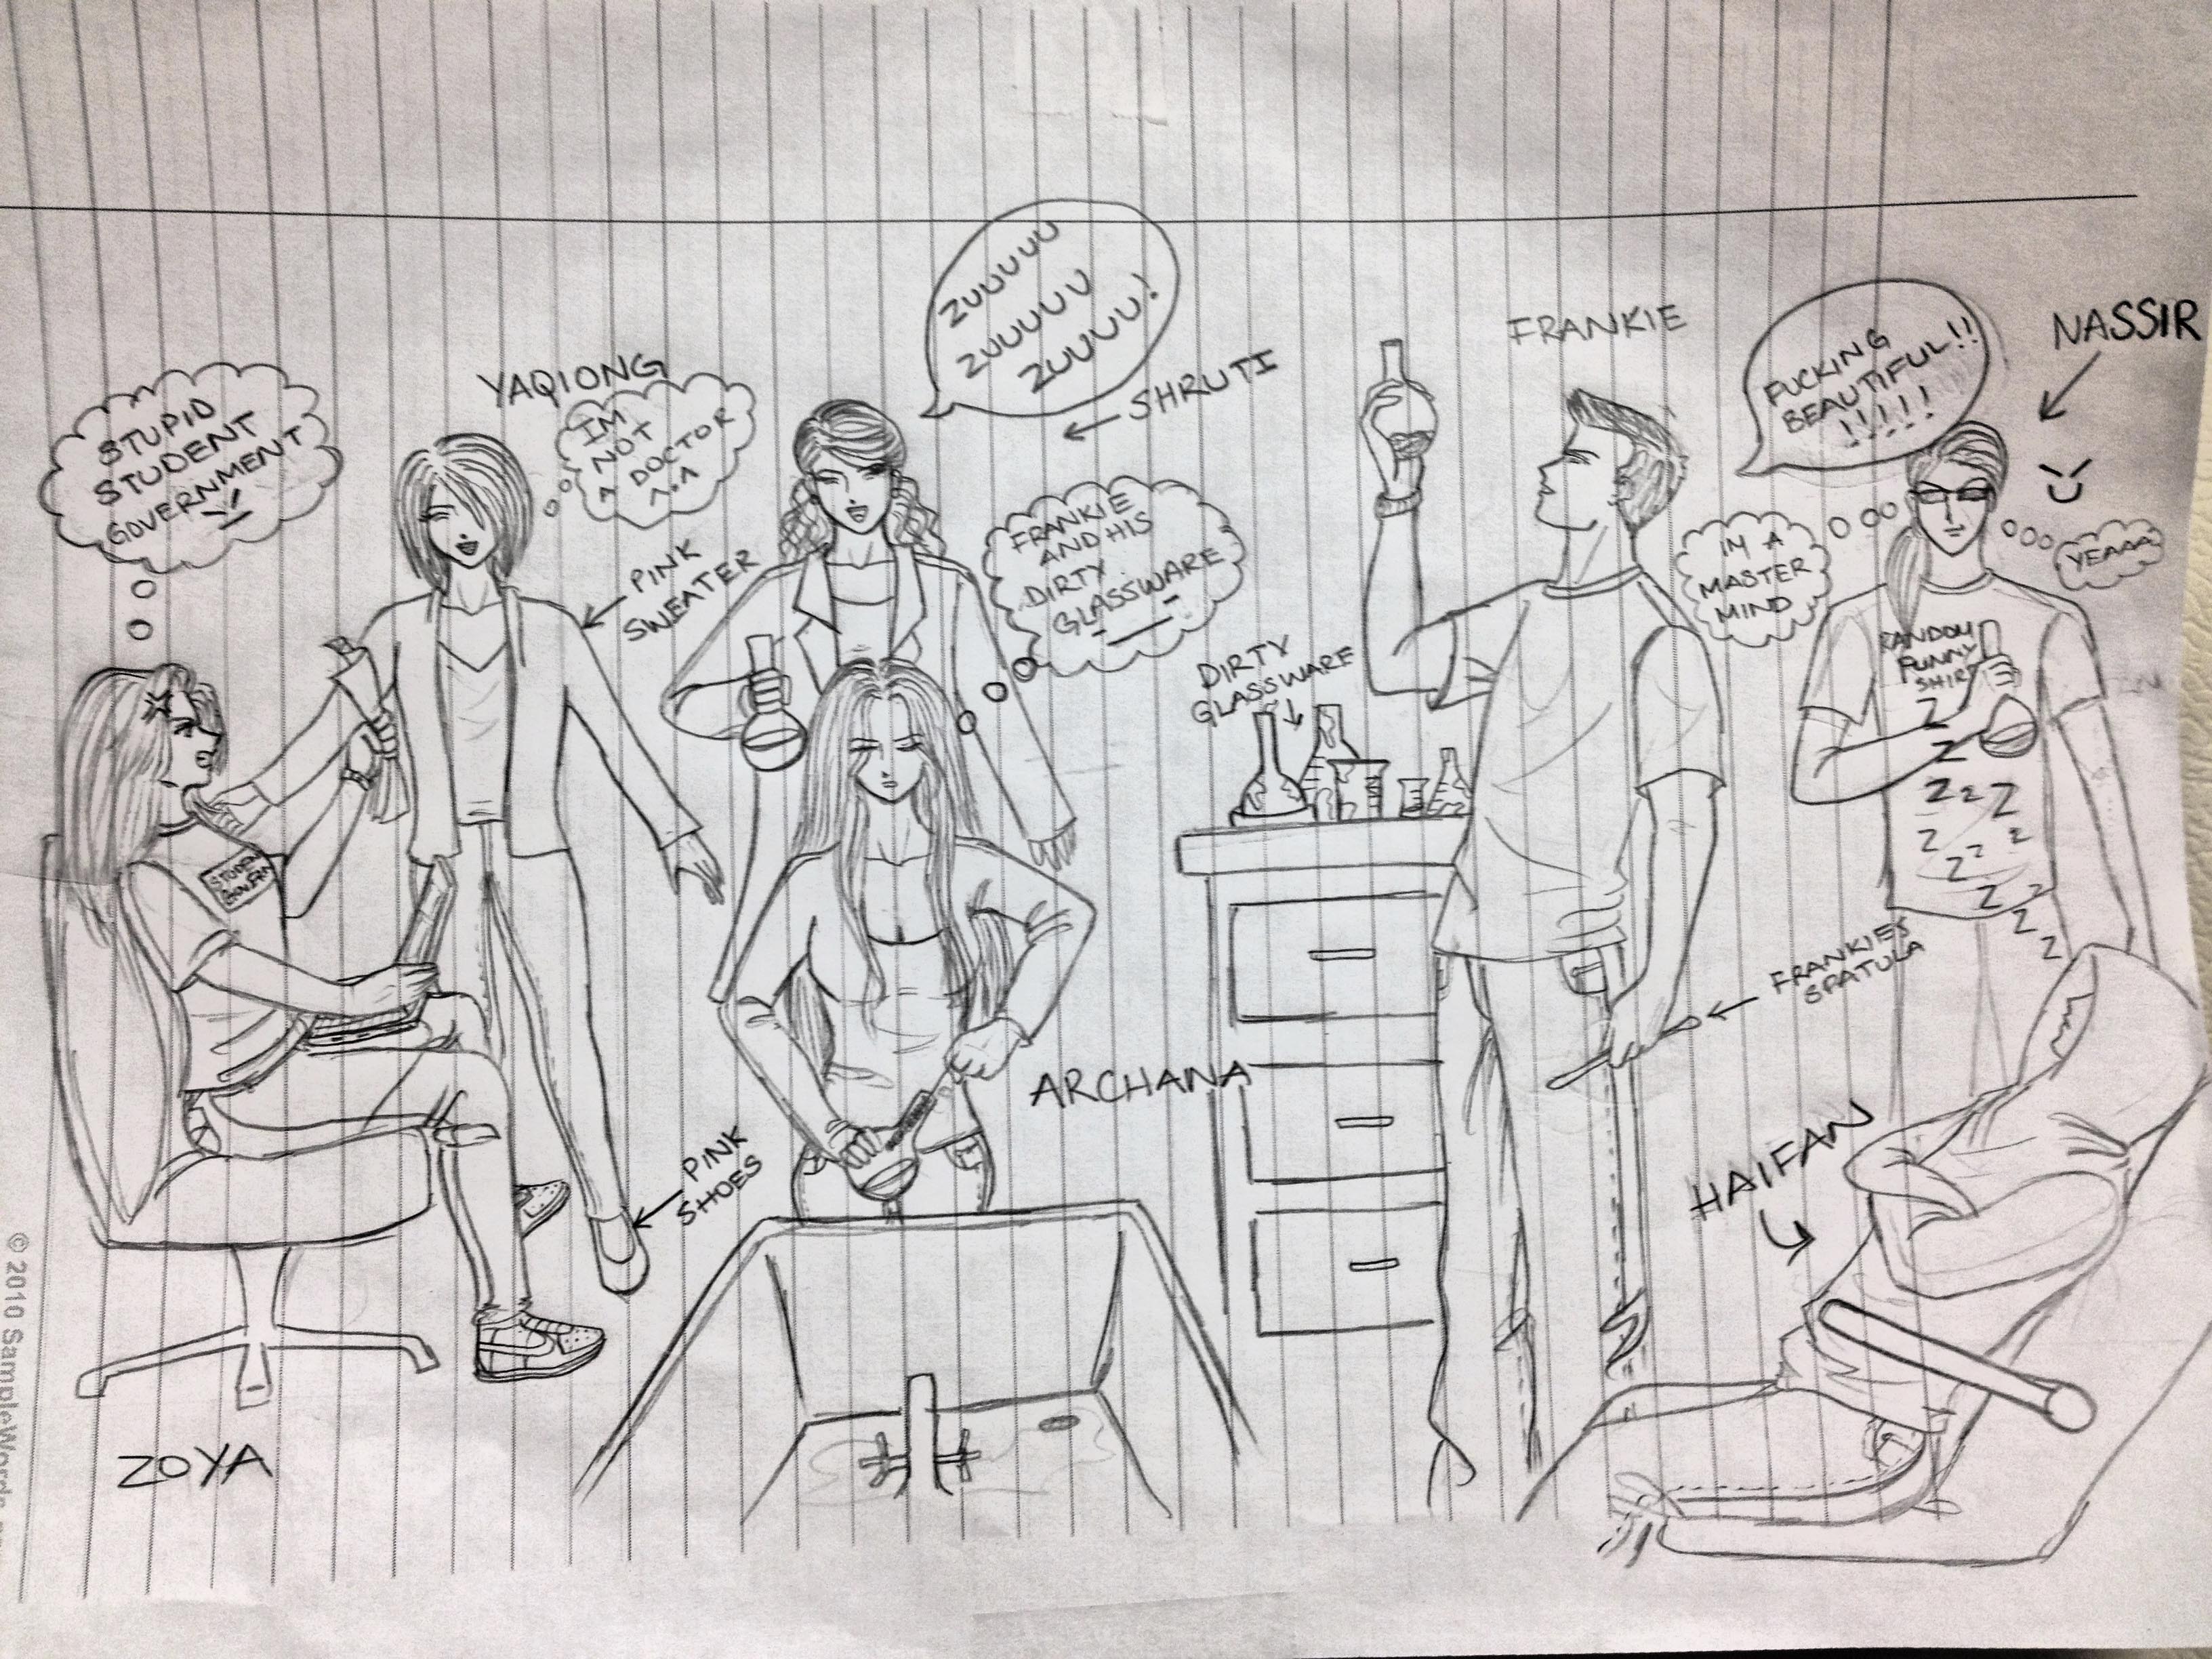 STUPID
STUDENT
GOVERNMENT
YAQIONG
IM
NOT
A DOCTOR
^.^
PINK
SWEATER
ZUUUUU
ZUUUUU
ZUUUU!
SHRUTI
FRANKIE
AND HIS
DIRTY
GLASSWARE
DIRTY
GLASSWARE
FRANKIE
FUCKING
BEAUTIFUL!!
!!!!!
NASSIR
IM A
MASTER
MIND
YEAAA
RANDOM
FUNNY
SHIRT
Z
Z
Z Z Z
Z Z
Z Z Z
Z Z
Z
Z
FRANKIES
SPATULA
ARCHANA
PINK
SHOES
HAIFAN
ZOYA
© 2010 SampleWords